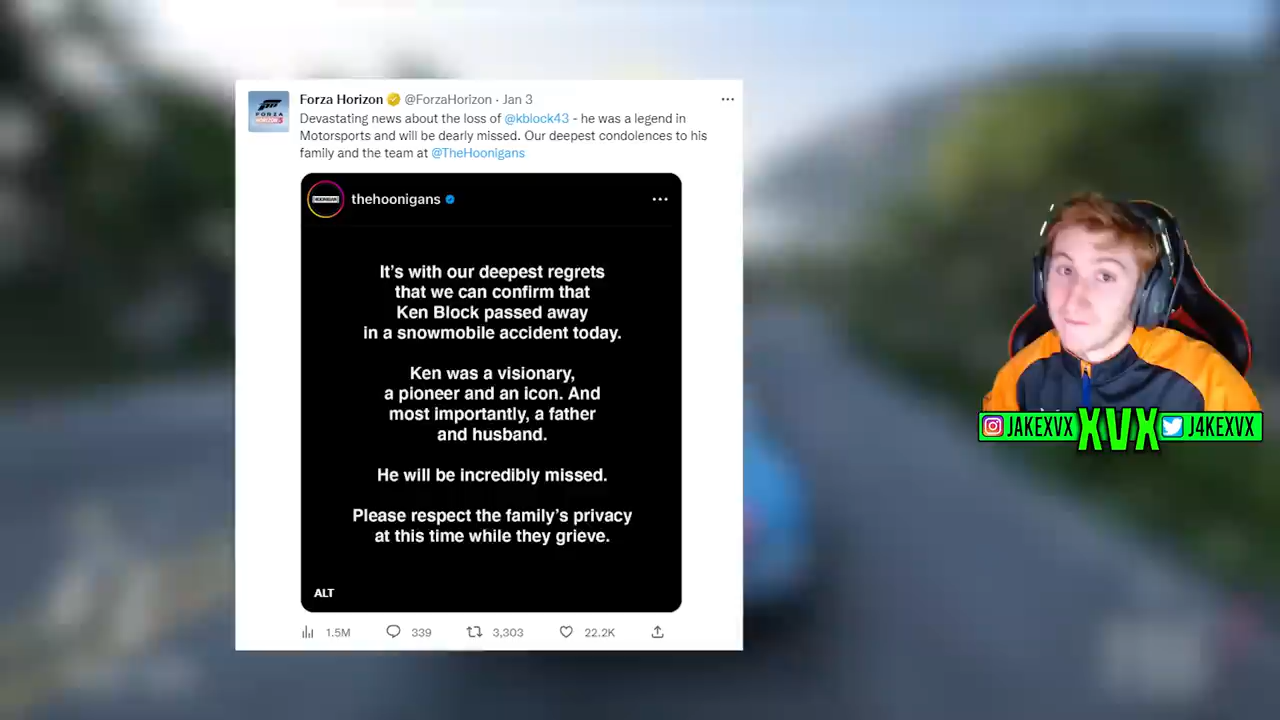 Forza Horizon @ForzaHorizon · Jan 3
Devastating news about the loss of @kblock43 - he was a legend in
Motorsports and will be dearly missed. Our deepest condolences to his
family and the team at @TheHoonigans
thehoonigans
It's with our deepest regrets
that we can confirm that
Ken Block passed away
in a snowmobile accident today.
Ken was a visionary,
a pioneer and an icon. And
most importantly, a father
and husband.
He will be incredibly missed.
Please respect the family's privacy
at this time while they grieve.
ALT
1.5M 339 3,303 22.2K
JAKEXVX XVX J4KEXVX